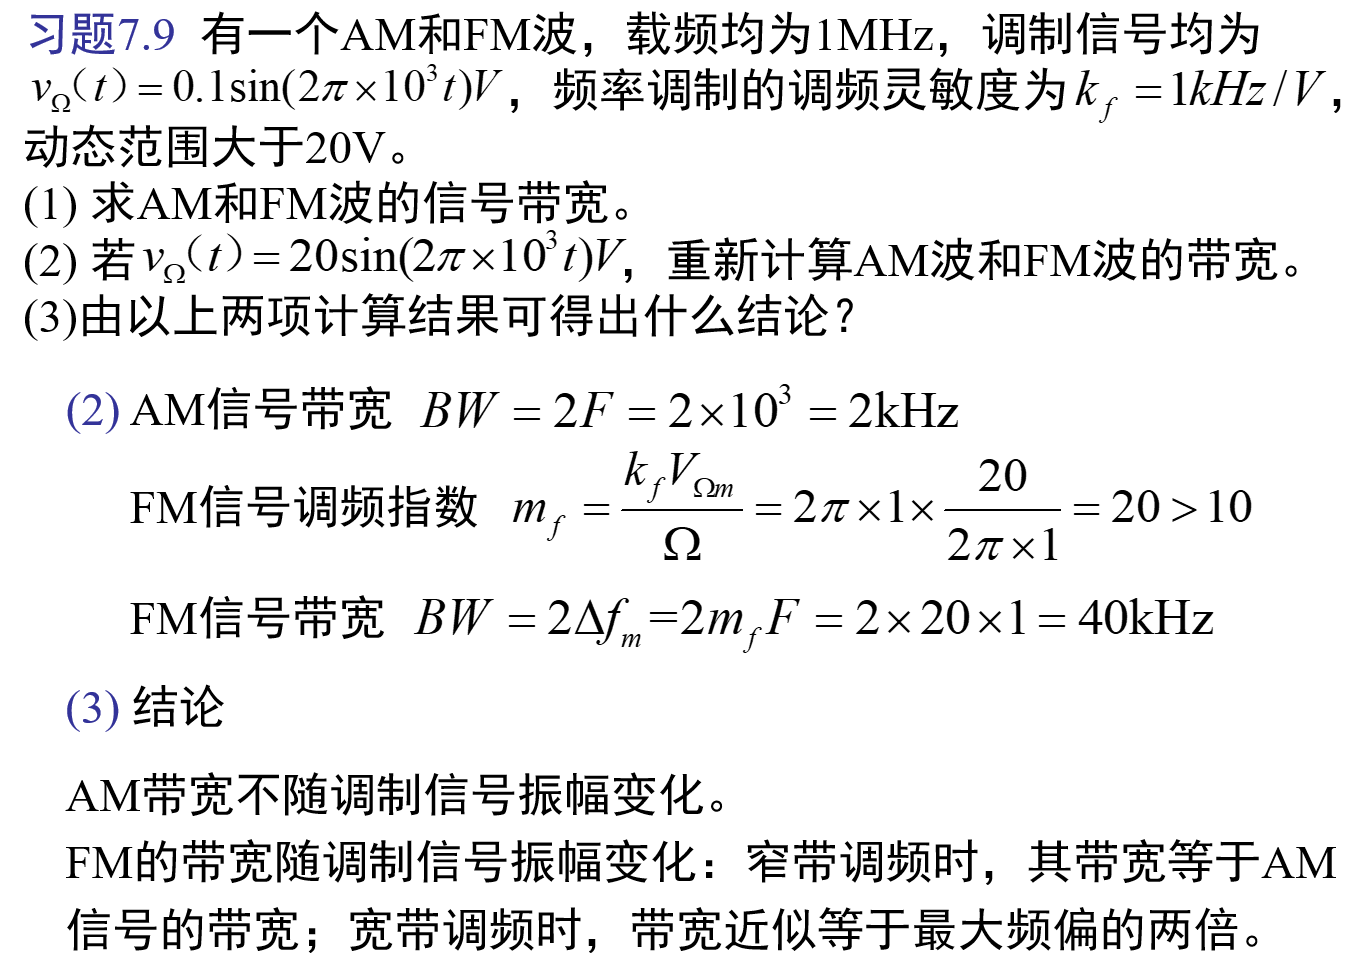 习题7.9 有一个AM和FM波，载频均为1MHz，调制信号均为
$v_\Omega(t)=0.1\sin(2\pi\times10^3t)V$，频率调制的调频灵敏度为$k_f=1kHz/V$，
动态范围大于20V。
(1) 求AM和FM波的信号带宽。
(2) 若$v_\Omega(t)=20\sin(2\pi\times10^3t)V$，重新计算AM波和FM波的带宽。
(3)由以上两项计算结果可得出什么结论？
(2) AM信号带宽 $BW=2F=2\times10^3=2\text{kHz}$
FM信号调频指数 $m_f=\frac{k_fV_{\Omega m}}{\Omega}=2\pi\times1\times\frac{20}{2\pi\times1}=20>10$
FM信号带宽 $BW=2\Delta f_m=2m_fF=2\times20\times1=40\text{kHz}$
(3) 结论
AM带宽不随调制信号振幅变化。
FM的带宽随调制信号振幅变化：窄带调频时，其带宽等于AM
信号的带宽；宽带调频时，带宽近似等于最大频偏的两倍。